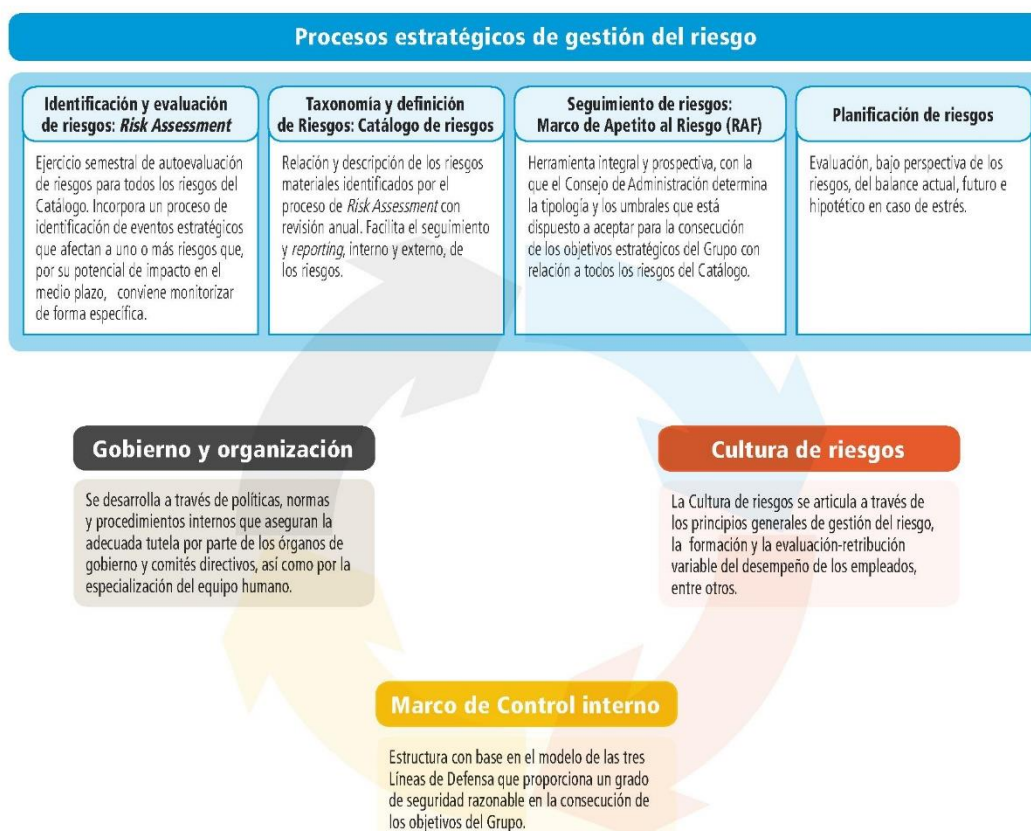 Procesos estratégicos de gestión del riesgo
Identificación y evaluación
de riesgos: Risk Assessment
Ejercicio semestral de autoevaluación
de riesgos para todos los riesgos del
Catálogo. Incorpora un proceso de
identificación de eventos estratégicos
que afectan a uno o más riesgos que,
por su potencial de impacto en el
medio plazo, conviene monitorizar
de forma específica.
Taxonomía y definición
de Riesgos: Catálogo de riesgos
Relación y descripción de los riesgos
materiales identificados por el
proceso de Risk Assessment con
revisión anual. Facilita el seguimiento
y reporting, interno y externo, de
los riesgos.
Seguimiento de riesgos:
Marco de Apetito al Riesgo (RAF)
Herramienta integral y prospectiva, con la
que el Consejo de Administración determina
la tipología y los umbrales que está
dispuesto a aceptar para la consecución
de los objetivos estratégicos del Grupo con
relación a todos los riesgos del Catálogo.
Planificación de riesgos
Evaluación, bajo perspectiva de los
riesgos, del balance actual, futuro e
hipotético en caso de estrés.
Gobierno y organización
Se desarrolla a través de políticas, normas
y procedimientos internos que aseguran la
adecuada tutela por parte de los órganos de
gobierno y comités directivos, así como por la
especialización del equipo humano.
Cultura de riesgos
La Cultura de riesgos se articula a través de
los principios generales de gestión del riesgo,
la formación y la evaluación-retribución
variable del desempeño de los empleados,
entre otros.
Marco de Control interno
Estructura con base en el modelo de las tres
Líneas de Defensa que proporciona un grado
de seguridad razonable en la consecución de
los objetivos del Grupo.